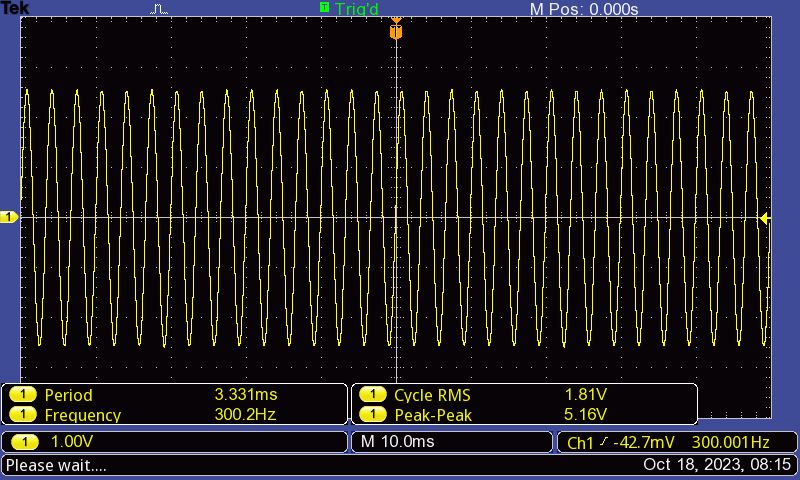 Tek T Trig'd M Pos: 0.000s
T
1
1 Period 3.331ms 1 Cycle RMS 1.81V
1 Frequency 300.2Hz 1 Peak-Peak 5.16V
1 1.00V M 10.0ms Ch1 -42.7mV 300.001Hz
Please wait.... Oct 18, 2023, 08:15